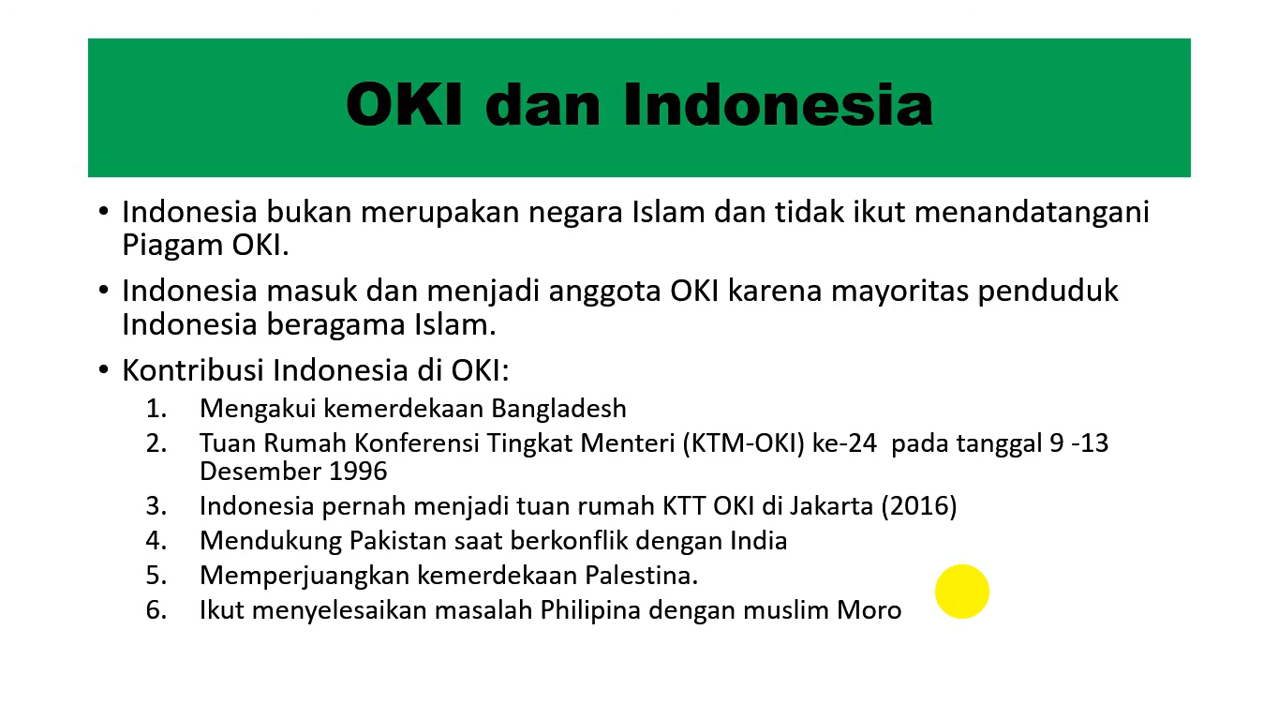 OKI dan Indonesia
• Indonesia bukan merupakan negara Islam dan tidak ikut menandatangani
Piagam OKI.
• Indonesia masuk dan menjadi anggota OKI karena mayoritas penduduk
Indonesia beragama Islam.
• Kontribusi Indonesia di OKI:
1. Mengakui kemerdekaan Bangladesh
2. Tuan Rumah Konferensi Tingkat Menteri (KTM-OKI) ke-24 pada tanggal 9 -13
Desember 1996
3. Indonesia pernah menjadi tuan rumah KTT OKI di Jakarta (2016)
4. Mendukung Pakistan saat berkonflik dengan India
5. Memperjuangkan kemerdekaan Palestina.
6. Ikut menyelesaikan masalah Philipina dengan muslim Moro